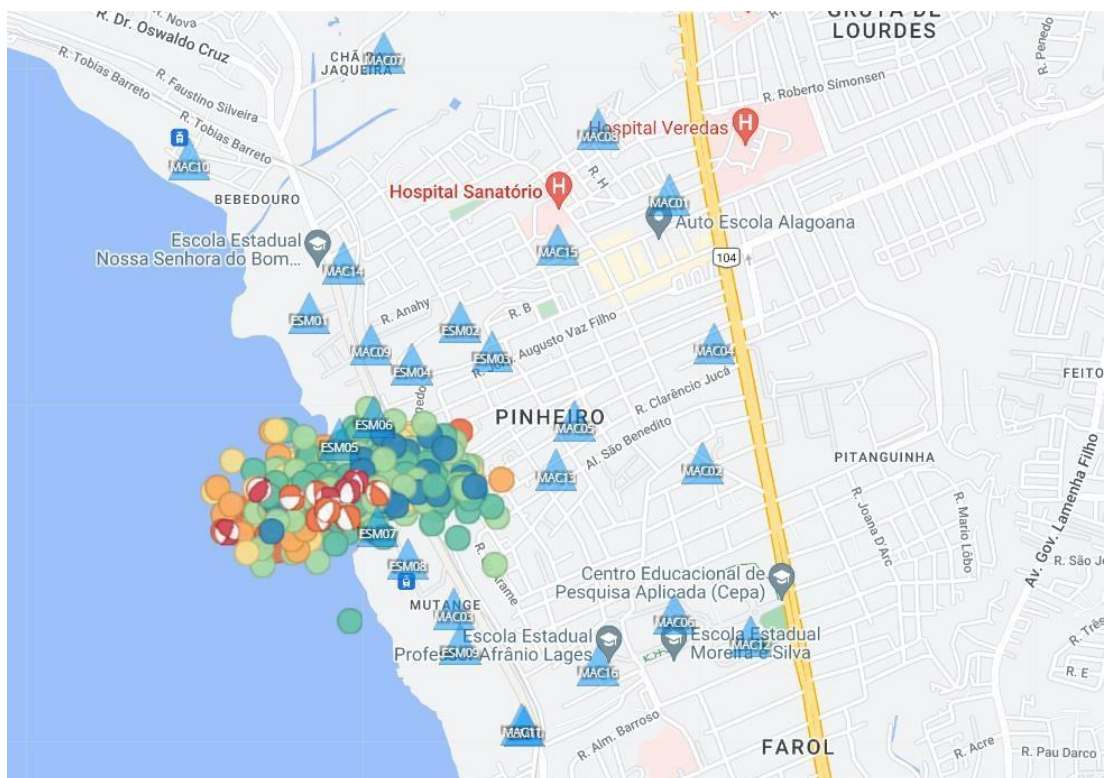 GRUTA DE
LOURDES
R. Nova
R. Dr. Oswaldo Cruz
CHÃ DA
JAQUEIRA
MAC07
R. Penedo
R. Tobias Barreto
R. Faustino Silveira
R. Roberto Simonsen
R. Tobias Barreto
MAC08
Hospital Veredas
H
MAC10
R. H
BEBEDOURO
Hospital Sanatório
H
MAC01
Auto Escola Alagoana
Escola Estadual
Nossa Senhora do Bom...
MAC15
MAC14
104
R. Anahy
R. B
ESM01
ESM02
R. José Augusto Vaz Filho
MAC09
ESM03
ESM04
MAC04
R. Clarêncio Jucá
FEITO
PINHEIRO
ESM06
MAC05
ESM05
Al. São Benedito
PITANGUINHA
MAC13
MAC02
Av. Gov. Lamenha Filho
R. Joana D'Arc
R. Mario Lôbo
ESM07
ESM08
R. São Jo
Centro Educacional de
Pesquisa Aplicada (Cepa)
MUTANGE
MAC03
MAC06
R. Três
Escola Estadual
Professor Afrânio Lages
Escola Estadual
Moreira e Silva
MAC12
ESM09
MAC16
R. E
MAC11
R. Alm. Barroso
FAROL
R. Acre
R. Pau Darco